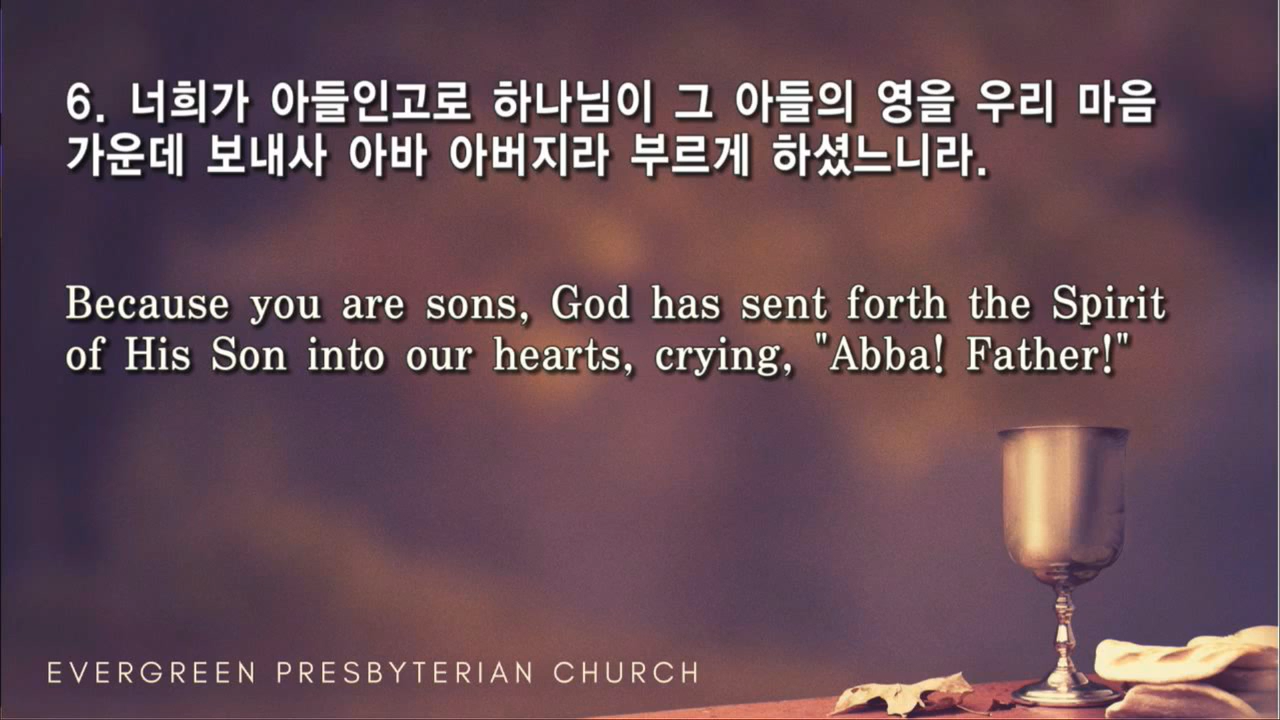 6. 너희가 아들인고로 하나님이 그 아들의 영을 우리 마음
가운데 보내사 아바 아버지라 부르게 하셨느니라.
Because you are sons, God has sent forth the Spirit
of His Son into our hearts, crying, "Abba! Father!"
EVERGREEN PRESBYTERIAN CHURCH